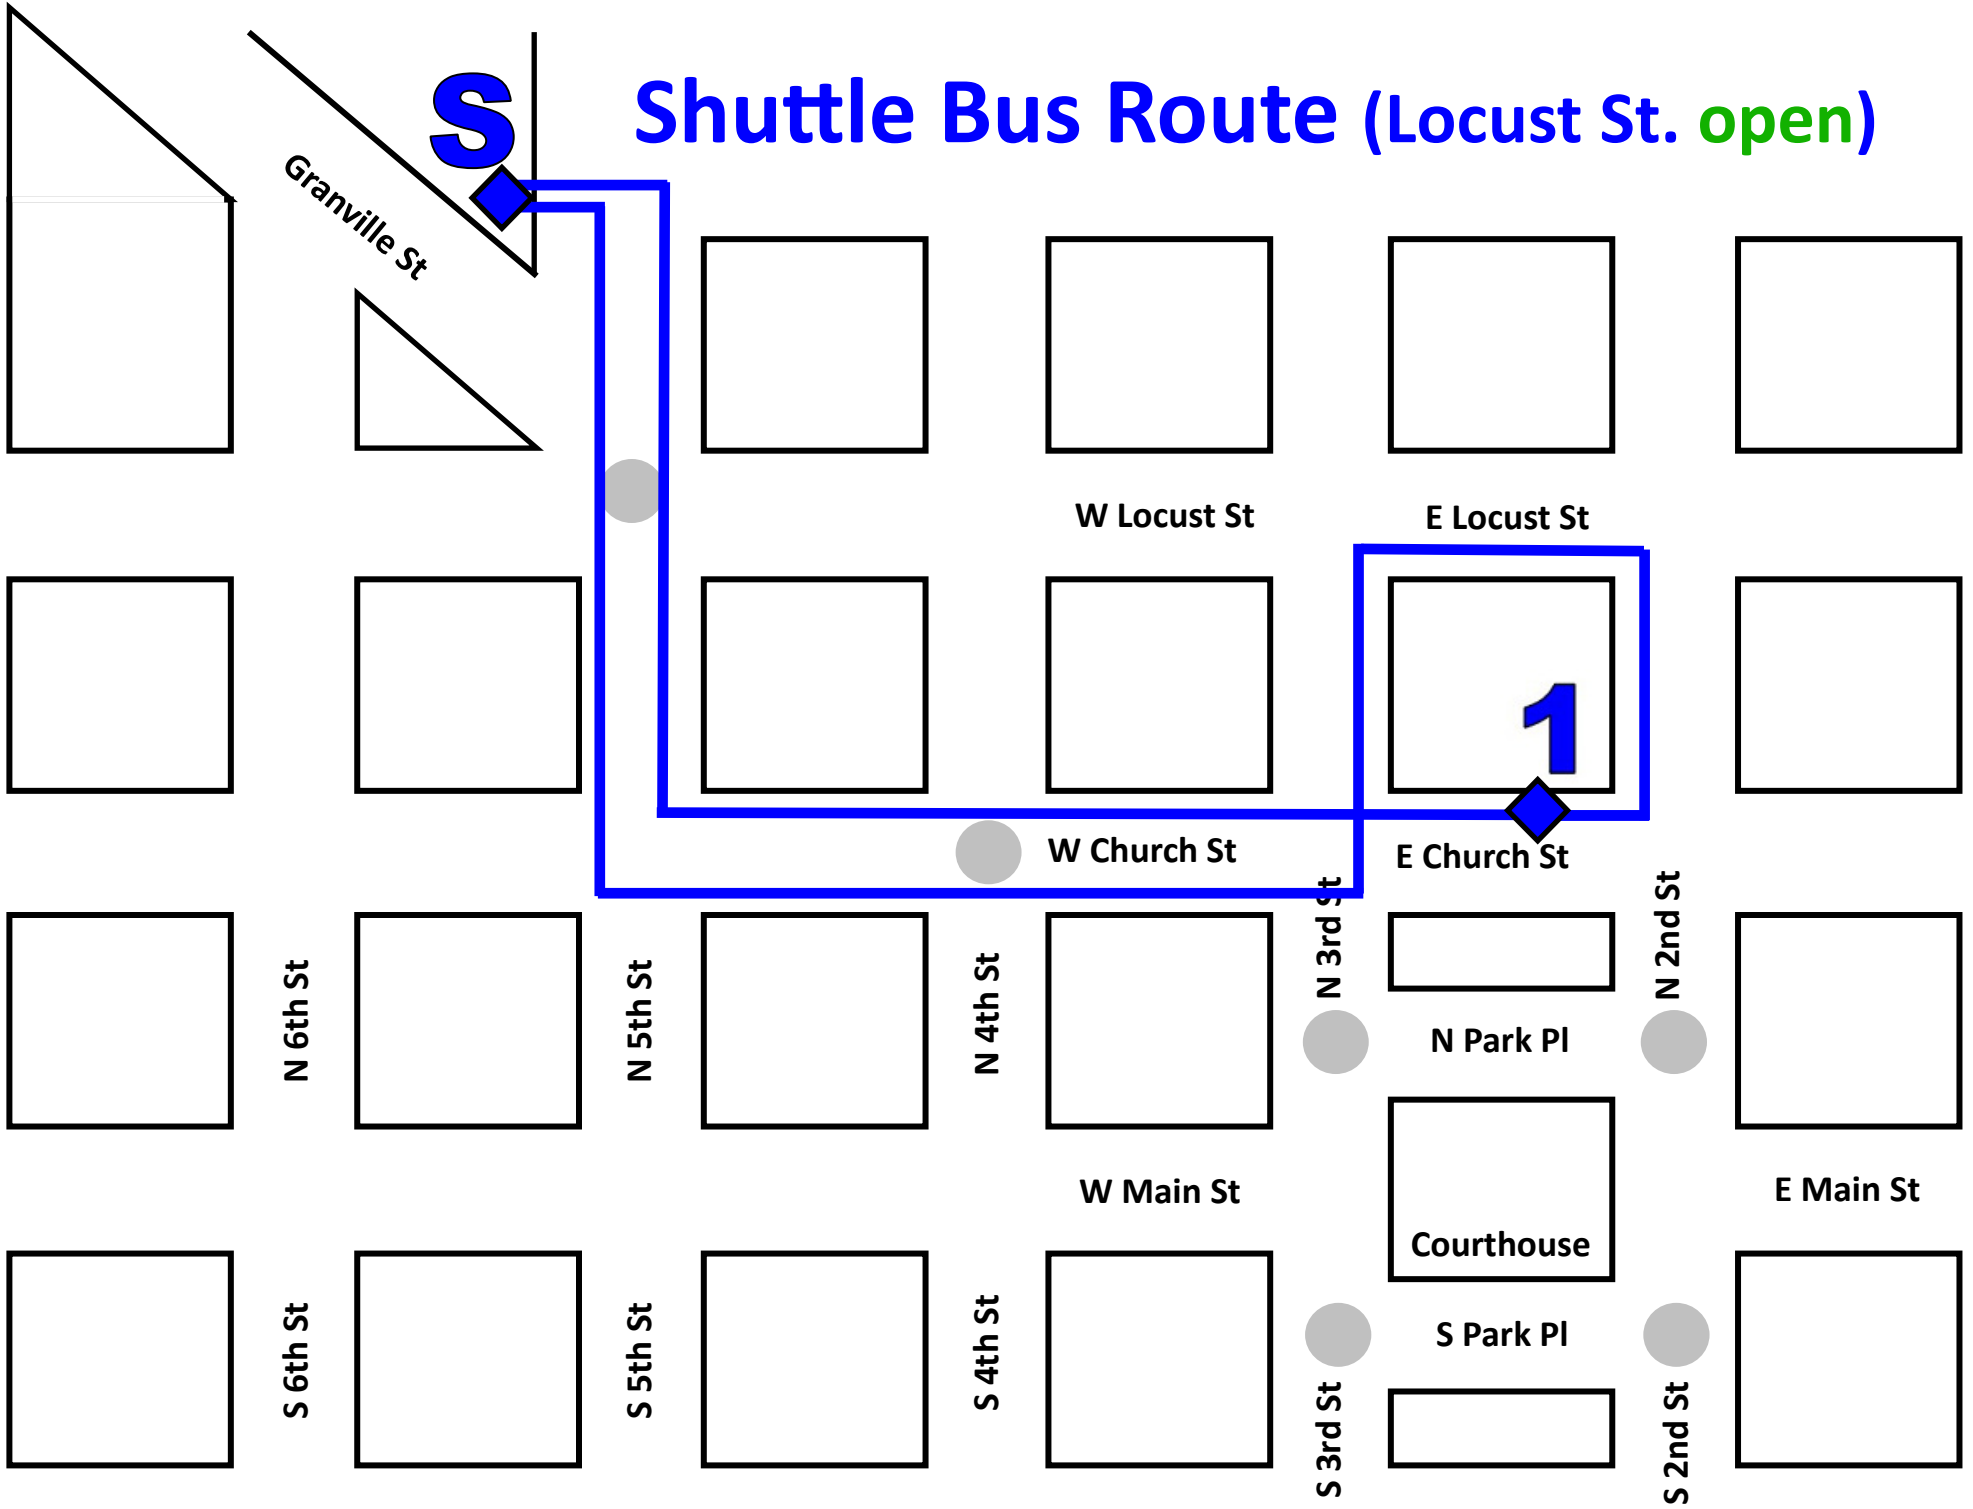 S
Shuttle Bus Route (Locust St. open)
Granville St
W Locust St
E Locust St
1
W Church St
E Church St
N 6th St
N 5th St
N 4th St
N 3rd St
N 2nd St
N Park Pl
W Main St
E Main St
Courthouse
S Park Pl
S 6th St
S 5th St
S 4th St
S 3rd St
S 2nd St